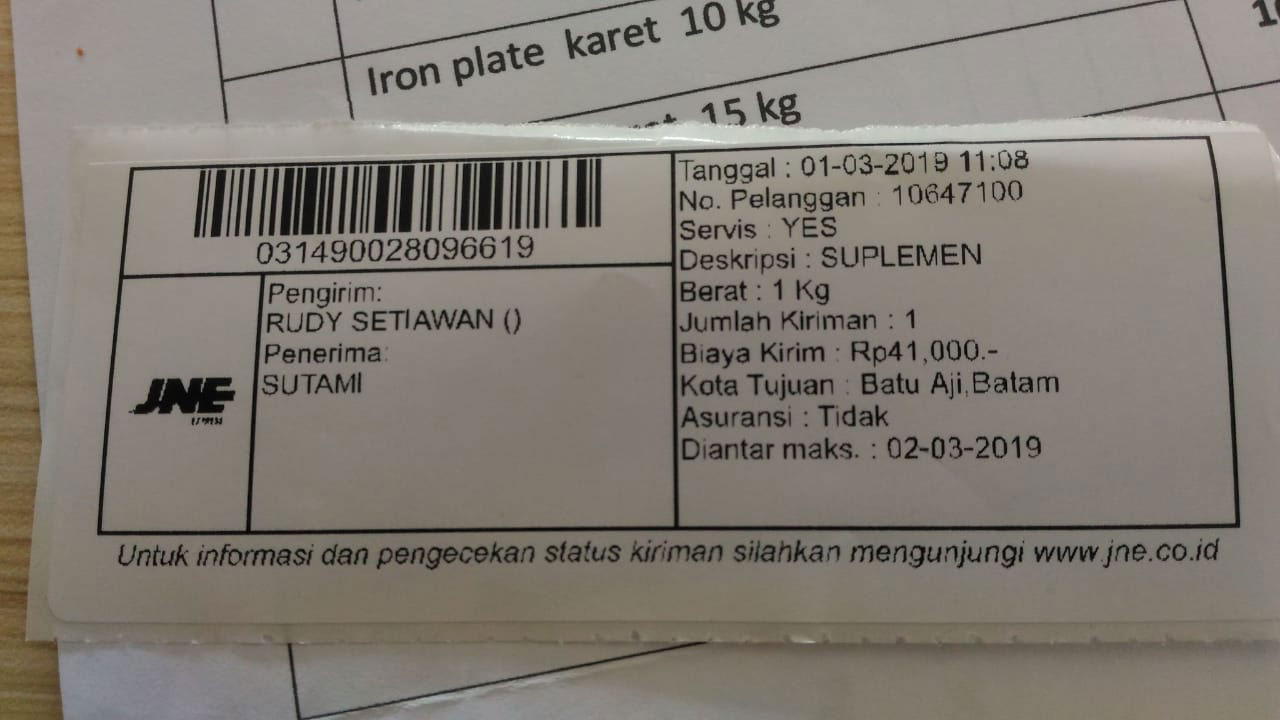 Iron plate karet 10 kg
15 kg
031490028096619
Pengirim:
RUDY SETIAWAN ()
Penerima:
SUTAMI
JNE
Tanggal : 01-03-2019 11:08
No. Pelanggan : 10647100
Servis : YES
Deskripsi : SUPLEMEN
Berat : 1 Kg
Jumlah Kiriman : 1
Biaya Kirim : Rp41,000.-
Kota Tujuan : Batu Aji,Batam
Asuransi : Tidak
Diantar maks. : 02-03-2019
Untuk informasi dan pengecekan status kiriman silahkan mengunjungi www.jne.co.id